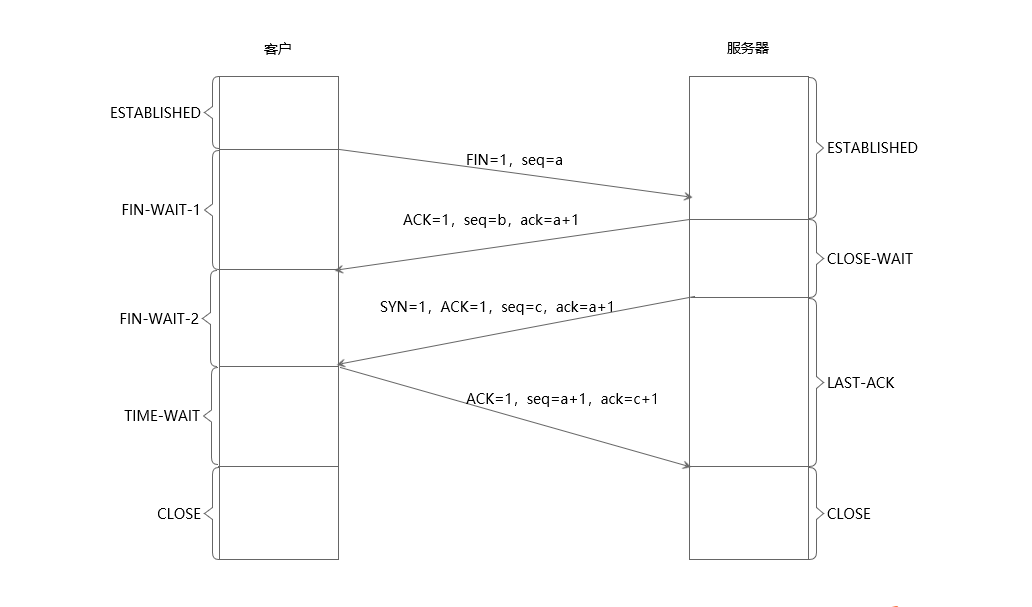 客户
服务器
ESTABLISHED
ESTABLISHED
FIN=1，seq=a
FIN-WAIT-1
ACK=1，seq=b，ack=a+1
CLOSE-WAIT
SYN=1，ACK=1，seq=c，ack=a+1
FIN-WAIT-2
LAST-ACK
ACK=1，seq=a+1，ack=c+1
TIME-WAIT
CLOSE
CLOSE